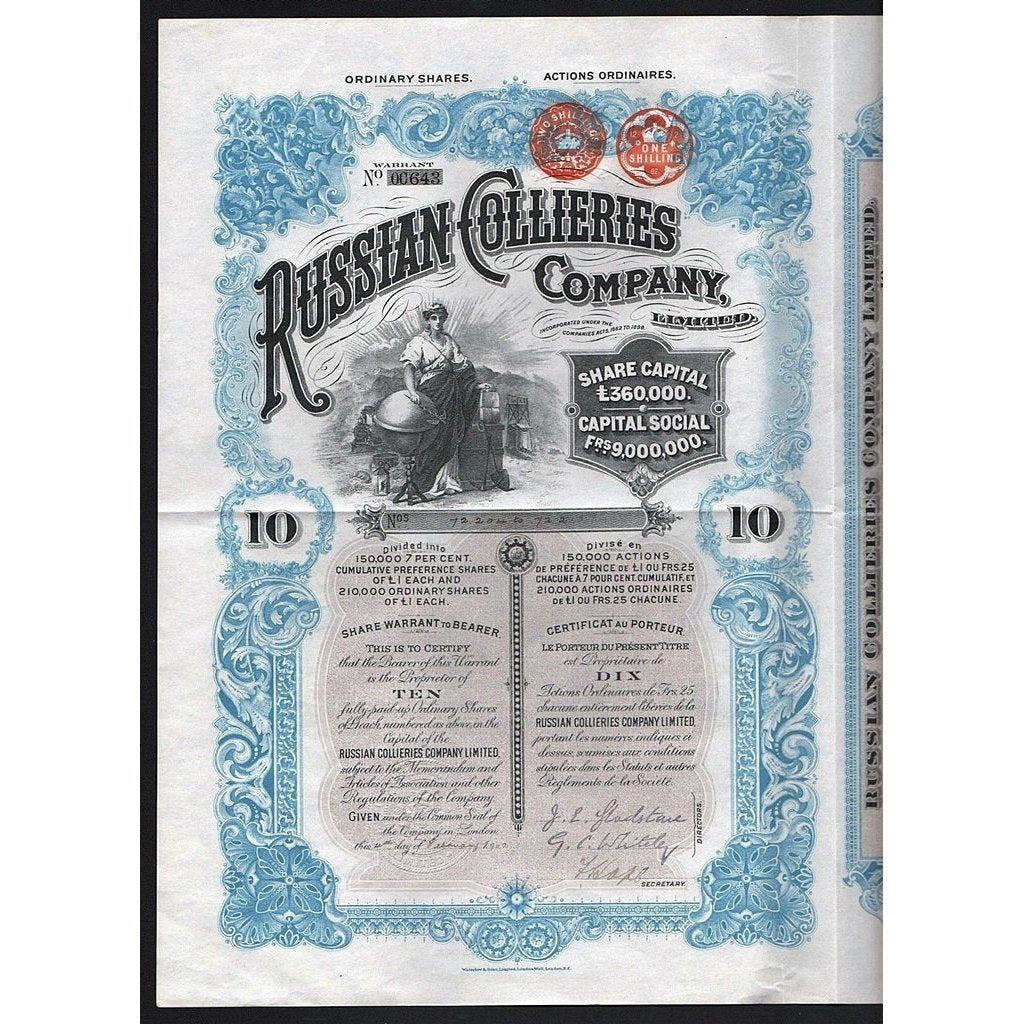 ORDINARY SHARES. ACTIONS ORDINAIRES.
ONE SHILLING
WARRANT
No 00643
RUSSIAN COLLIERIES
COMPANY,
LIMITED.
INCORPORATED UNDER THE
COMPANIES ACTS, 1862 TO 1898.
SHARE CAPITAL
£360,000.
CAPITAL SOCIAL
FRS 9,000,000.
Nos
10
10
Divided into
150,000 7 PER CENT.
CUMULATIVE PREFERENCE SHARES
OF £1 EACH AND
210,000 ORDINARY SHARES
OF £1 EACH.
SHARE WARRANT TO BEARER
THIS IS TO CERTIFY
that the Bearer of this Warrant
is the Proprietor of
TEN
fully paid-up Ordinary Shares
of £1 each, numbered as above, in the
Capital of the
RUSSIAN COLLIERIES COMPANY LIMITED,
subject to the Memorandum and
Articles of Association and other
Regulations of the Company
GIVEN under the Common Seal of
the Company in London
this 4th day of
Divisé en
150,000 ACTIONS
DE PRÉFÉRENCE DE £1 OU FRS.25
CHACUNE À 7 POUR CENT. CUMULATIF, ET
210,000 ACTIONS ORDINAIRES
DE £1 OU FRS. 25 CHACUNE.
CERTIFICAT AU PORTEUR
LE PORTEUR DU PRÉSENT TITRE
est Propriétaire de
DIX
Actions Ordinaires de Frs. 25
chacune entièrement libérées de la
RUSSIAN COLLIERIES COMPANY LIMITED,
portant les numéros indiqués ci
dessus, soumises aux conditions
stipulées dans les Statuts et autres
Règlements de la Société.
DIRECTORS.
SECRETARY.
Waterlow & Sons, Limited, London Wall, London, E.C.
RUSSIAN COLLIERIES COMPANY LIMITED.